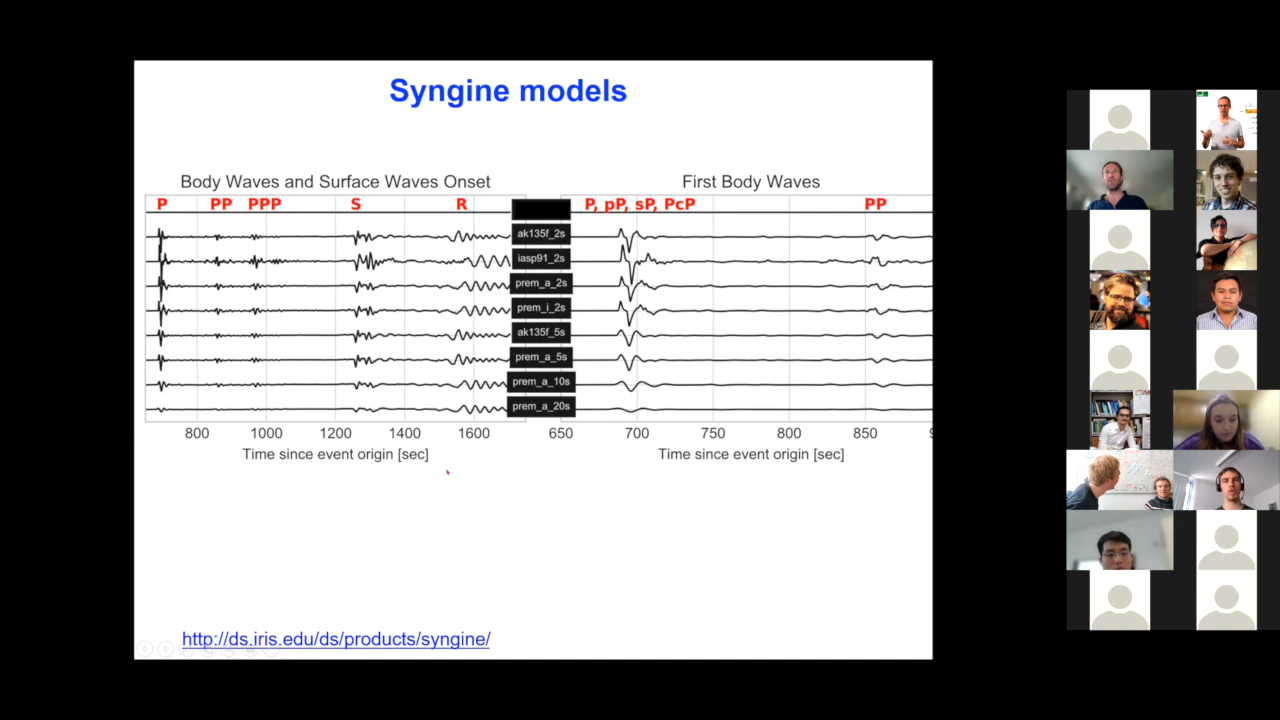 Syngine models
Body Waves and Surface Waves Onset
First Body Waves
P PP PPP S R
P, pP, sP, PcP PP
ak135f_2s
iasp91_2s
prem_a_2s
prem_i_2s
ak135f_5s
prem_a_5s
prem_a_10s
prem_a_20s
800 1000 1200 1400 1600
650 700 750 800 850 9
Time since event origin [sec]
Time since event origin [sec]
http://ds.iris.edu/ds/products/syngine/